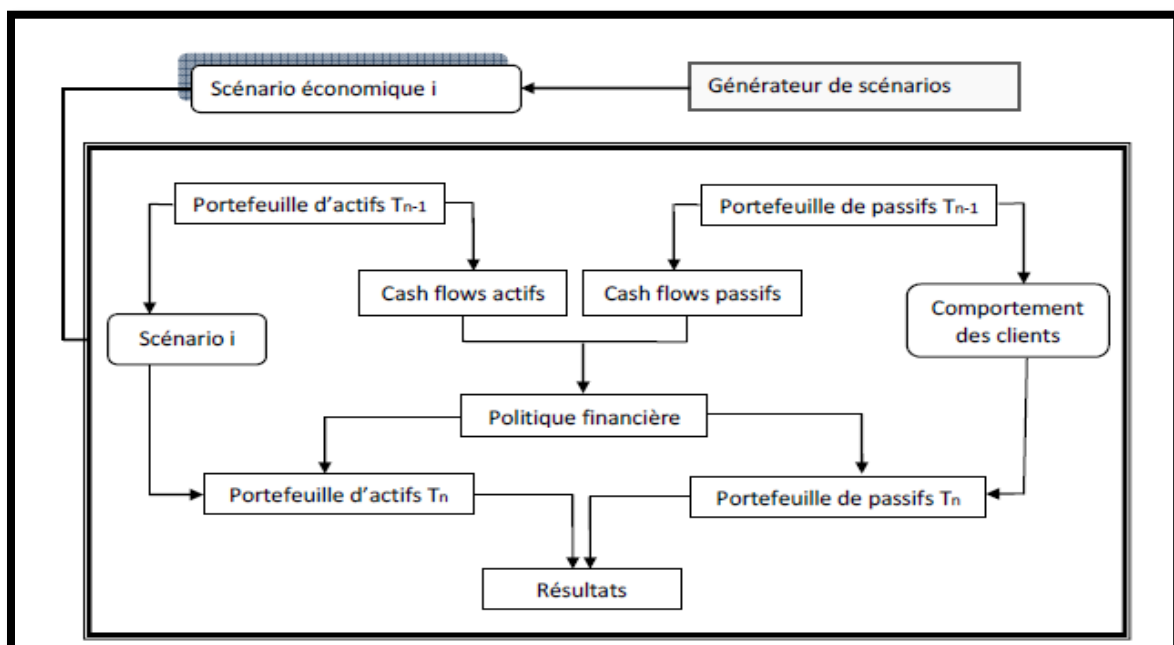 Scénario économique i
Générateur de scénarios
Portefeuille d'actifs Tn-1
Portefeuille de passifs Tn-1
Cash flows actifs
Cash flows passifs
Comportement
des clients
Scénario i
Politique financière
Portefeuille d'actifs Tn
Portefeuille de passifs Tn
Résultats